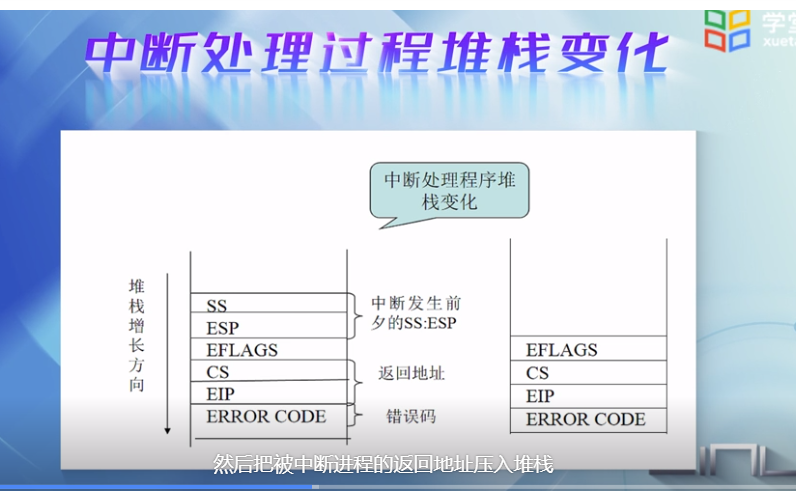 中断处理过程堆栈变化
xueta
中断处理程序堆
栈变化
堆
栈
增
长
方
向
SS
ESP
EFLAGS
CS
EIP
ERROR CODE
中断发生前
夕的SS:ESP
返回地址
错误码
EFLAGS
CS
EIP
ERROR CODE
然后把被中断进程的返回地址压入堆栈